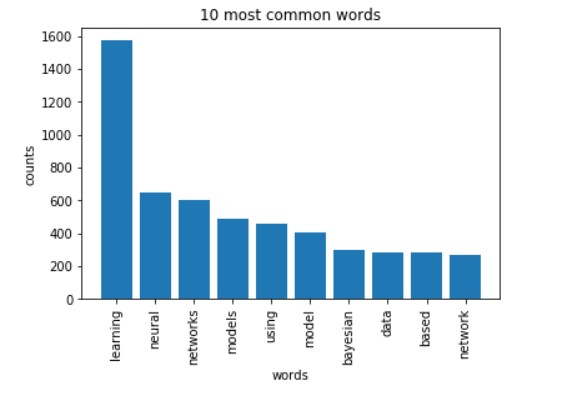 10 most common words
1600
1400
1200
1000
800
600
400
200
0
counts
learning
neural
networks
models
using
model
bayesian
data
based
network
words